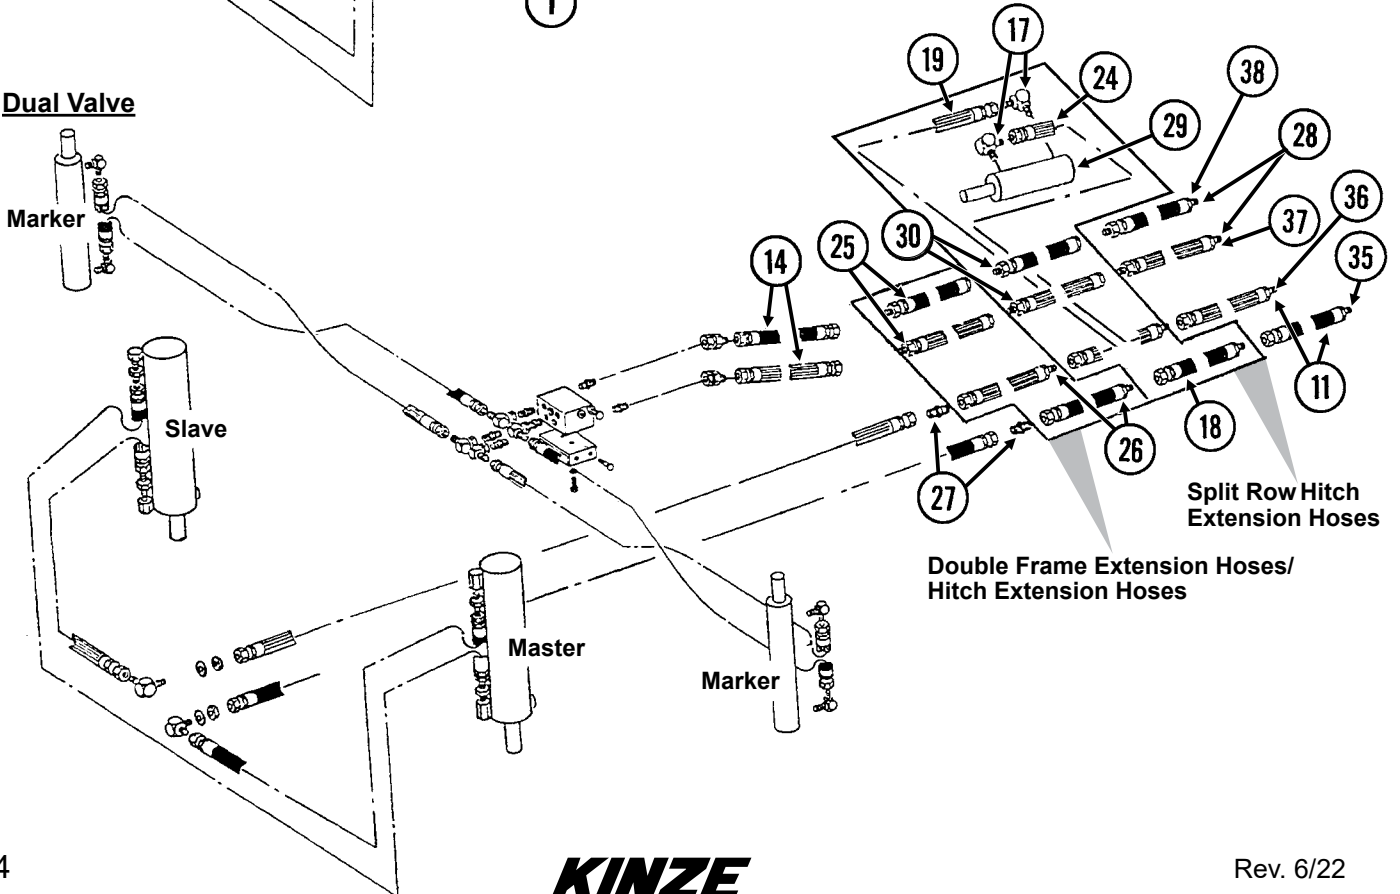 1
17
19
24
38
Dual Valve
29
28
Marker
36
30
37
25
14
35
11
Slave
18
26
27
Split Row Hitch
Extension Hoses
Double Frame Extension Hoses/
Hitch Extension Hoses
Master
Marker
4
KINZE
Rev. 6/22